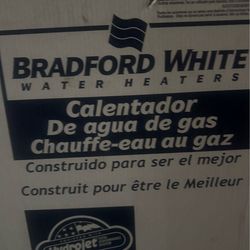 BRADFORD WHITE
WATER HEATERS
Calentador
De agua de gas
Chauffe-eau au gaz
Construido para ser el mejor
Construit pour être le Meilleur
Hydrojet